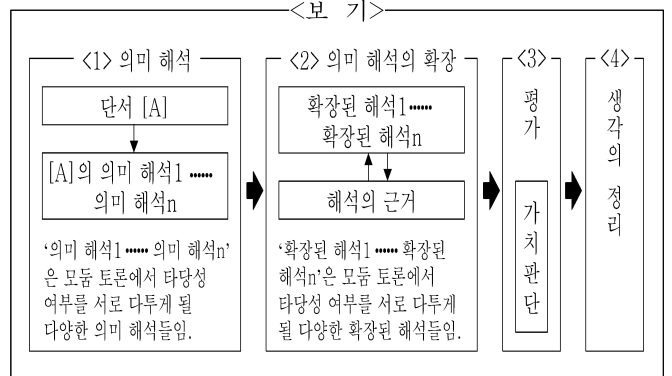 <보 기>
<1> 의미 해석
단서 [A]
[A]의 의미 해석1 ······
의미 해석n
‘의미 해석1 ······ 의미 해석n’
은 모둠 토론에서 타당성
여부를 서로 다투게 될
다양한 의미 해석들임.
<2> 의미 해석의 확장
확장된 해석1 ······
확장된 해석n
해석의 근거
‘확장된 해석1 ······ 확장된
해석n’은 모둠 토론에서
타당성 여부를 서로 다투게
될 다양한 확장된 해석들임.
<3>
평가
가치판단
<4>
생각의 정리